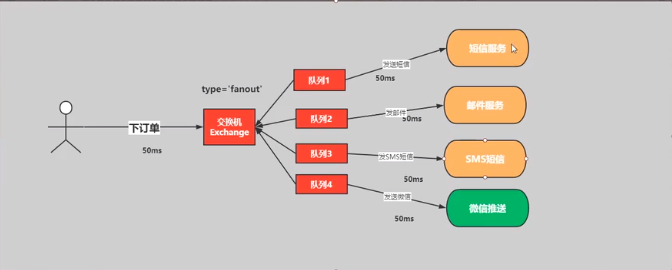 下订单
50ms
type='fanout'
交换机
Exchange
队列1
队列2
队列3
队列4
发送短信
50ms
发邮件
50ms
发SMS短信
50ms
发送微信
50ms
短信服务
邮件服务
SMS短信
微信推送